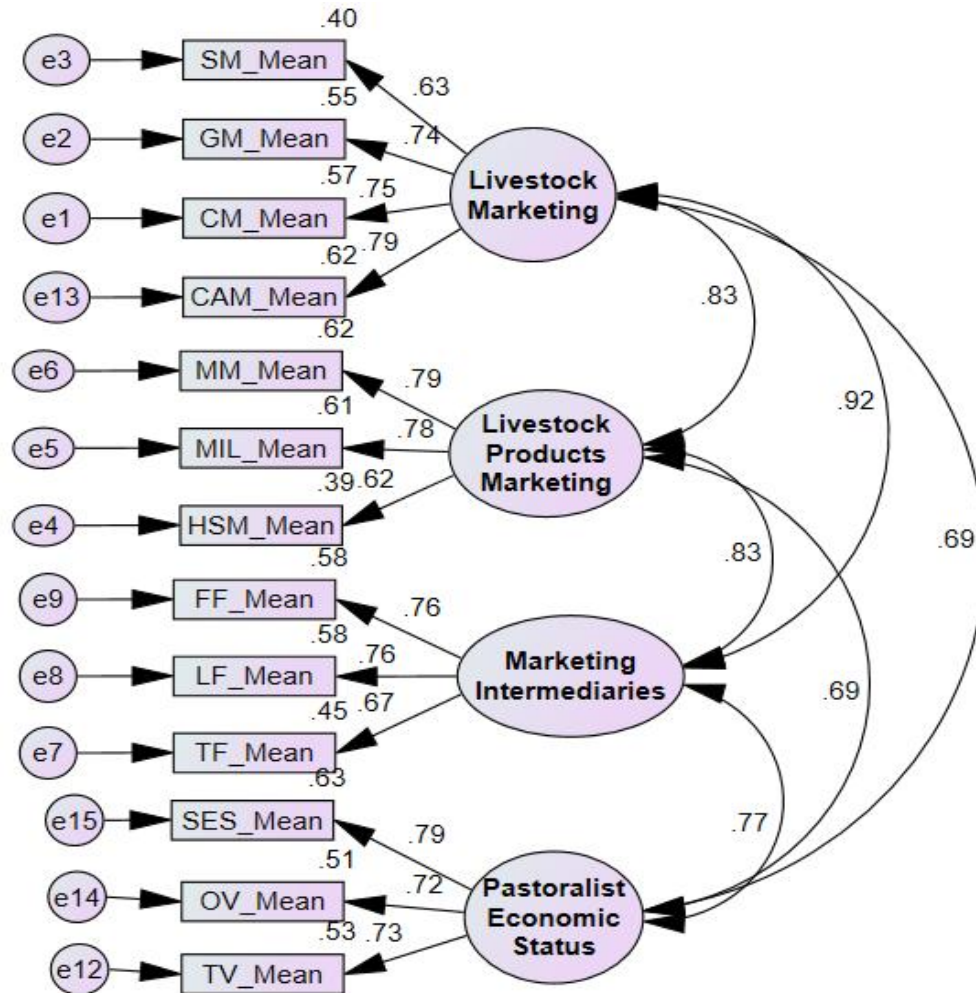 .40
e3
SM_Mean
.63
.55
e2
GM_Mean
.74
.57
e1
CM_Mean
.75
.62
e13
CAM_Mean
.79
Livestock
Marketing
.62
e6
MM_Mean
.79
.61
e5
MIL_Mean
.78
.39
e4
HSM_Mean
.62
Livestock
Products
Marketing
.58
e9
FF_Mean
.76
.58
e8
LF_Mean
.76
.45
e7
TF_Mean
.67
Marketing
Intermediaries
.63
e15
SES_Mean
.79
.51
e14
OV_Mean
.72
.53
e12
TV_Mean
.73
Pastoralist
Economic
Status
.83
.92
.69
.83
.69
.77